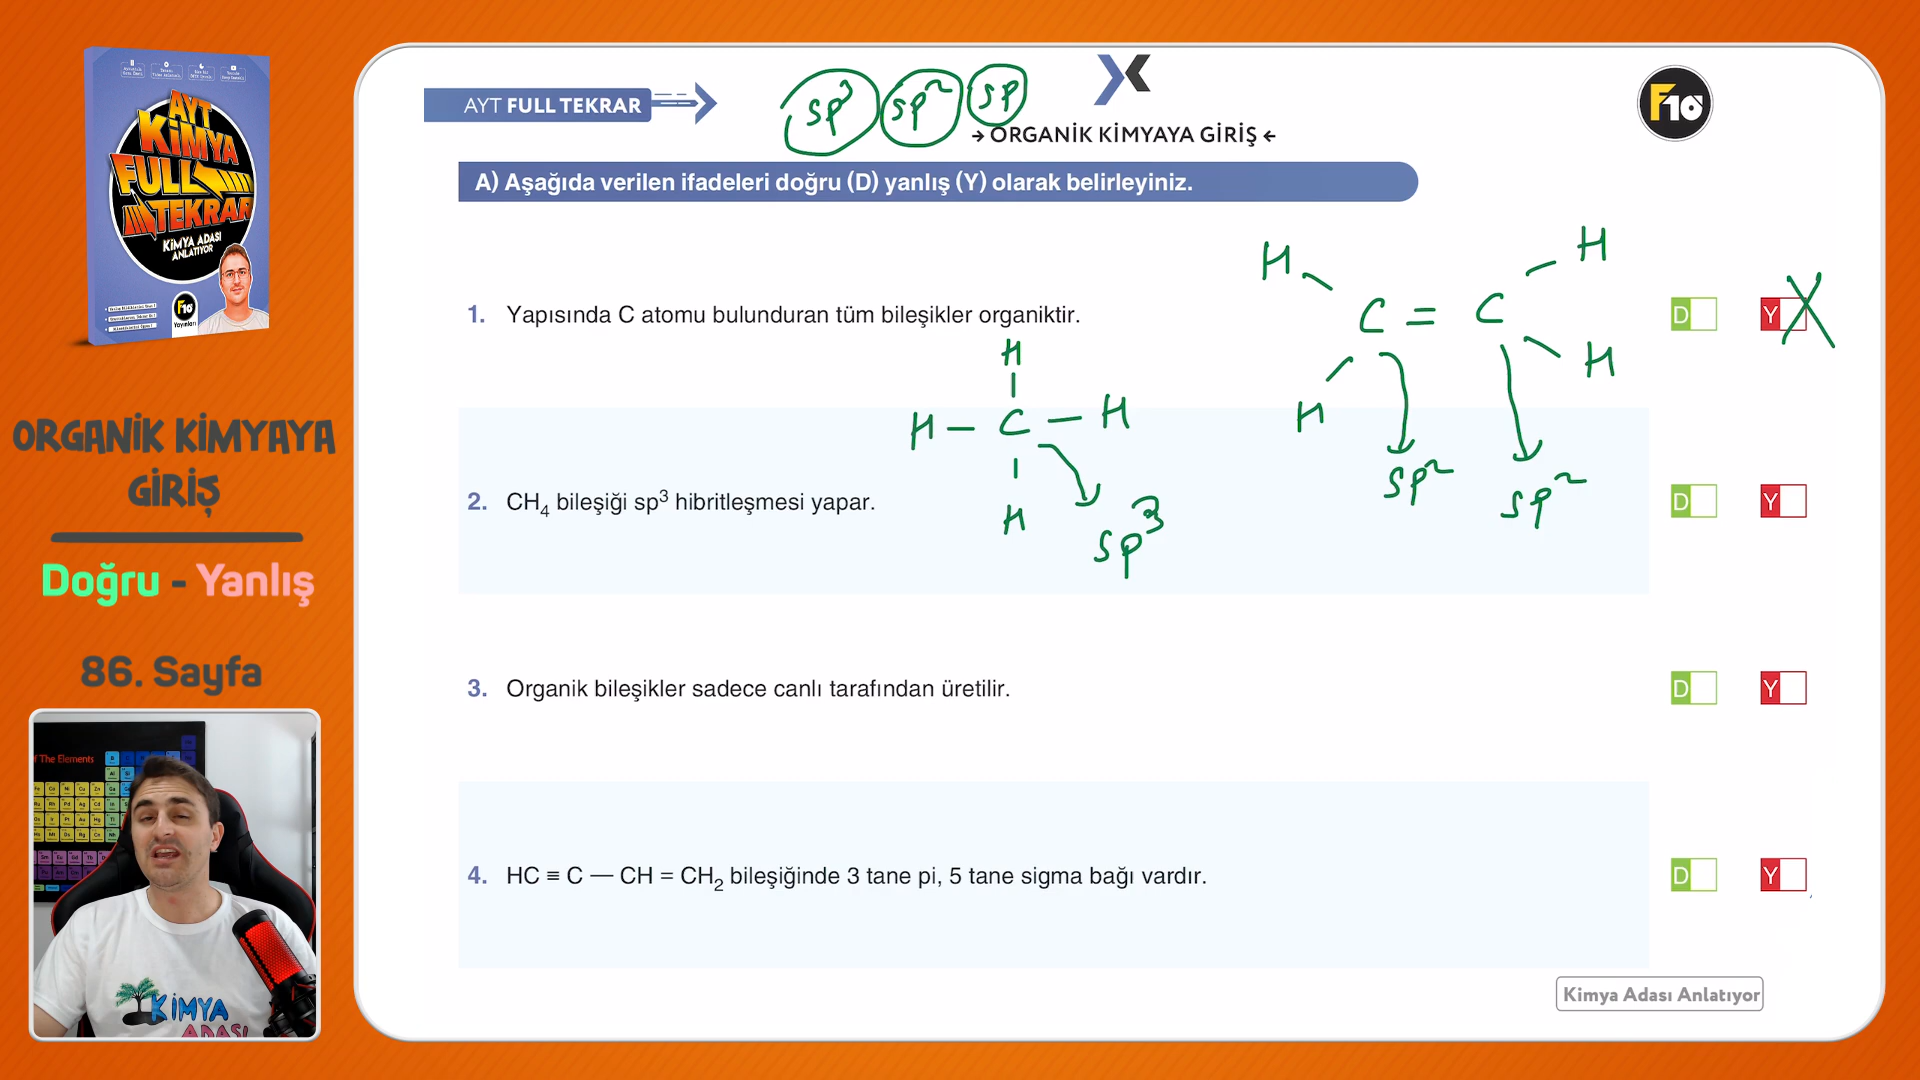 AYT
KİMYA
FULL
TEKRAR
KİMYA ADASI
ANLATIYOR
F10
Yayınları
ORGANİK KİMYAYA
GİRİŞ
Doğru - Yanlış
86. Sayfa
The Elements
KİMYA
ADASI
AYT FULL TEKRAR
sp³ sp² sp
→ ORGANİK KİMYAYA GİRİŞ ←
F10
A) Aşağıda verilen ifadeleri doğru (D) yanlış (Y) olarak belirleyiniz.
1. Yapısında C atomu bulunduran tüm bileşikler organiktir. D Y X
H H
C = C
H H
sp² sp²
H
H — C — H
H
sp³
2. CH₄ bileşiği sp³ hibritleşmesi yapar. D Y
3. Organik bileşikler sadece canlı tarafından üretilir. D Y
4. HC ≡ C — CH = CH₂ bileşiğinde 3 tane pi, 5 tane sigma bağı vardır. D Y
Kimya Adası Anlatıyor